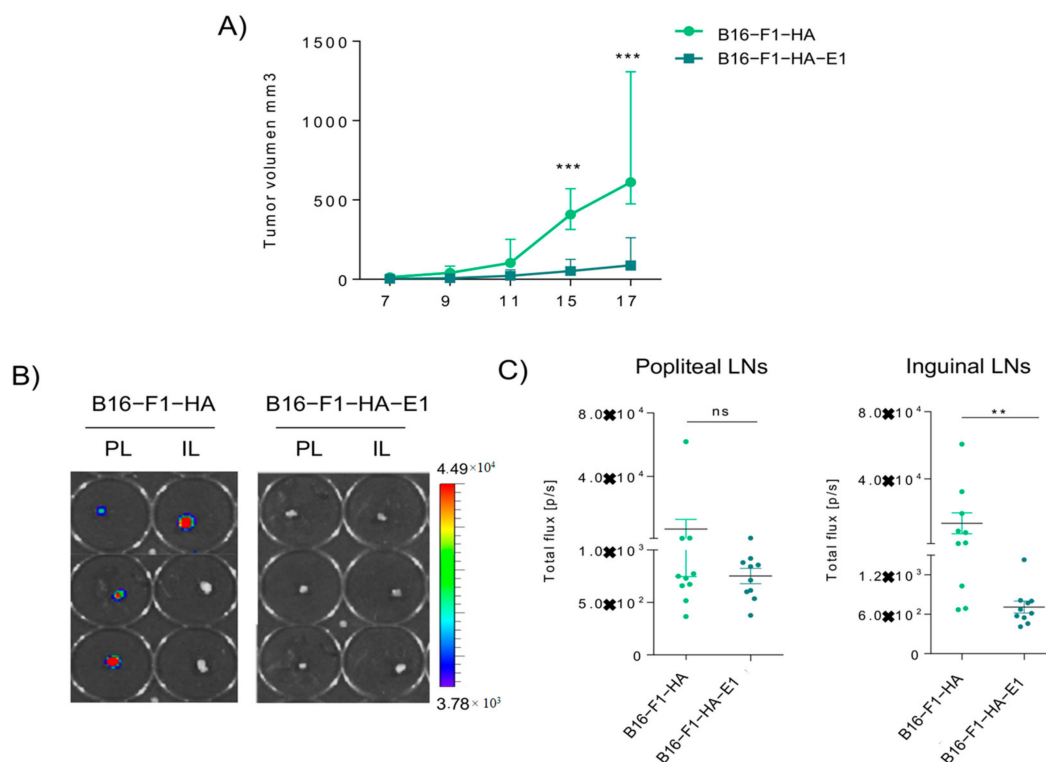 A)
B16-F1-HA
B16-F1-HA-E1
Tumor volumen mm3
1500
1000
500
0
7 9 11 15 17
***
***
B)
B16-F1-HA B16-F1-HA-E1
PL IL PL IL
4.49×10⁴
3.78×10³
C)
Popliteal LNs
Total flux [p/s]
8.0✖10⁴
4.0✖10⁴
1.0✖10³
5.0✖10²
0
ns
B16-F1-HA
B16-F1-HA-E1
Inguinal LNs
Total flux [p/s]
8.0✖10⁴
4.0✖10⁴
1.2✖10³
6.0✖10²
0
**
B16-F1-HA
B16-F1-HA-E1